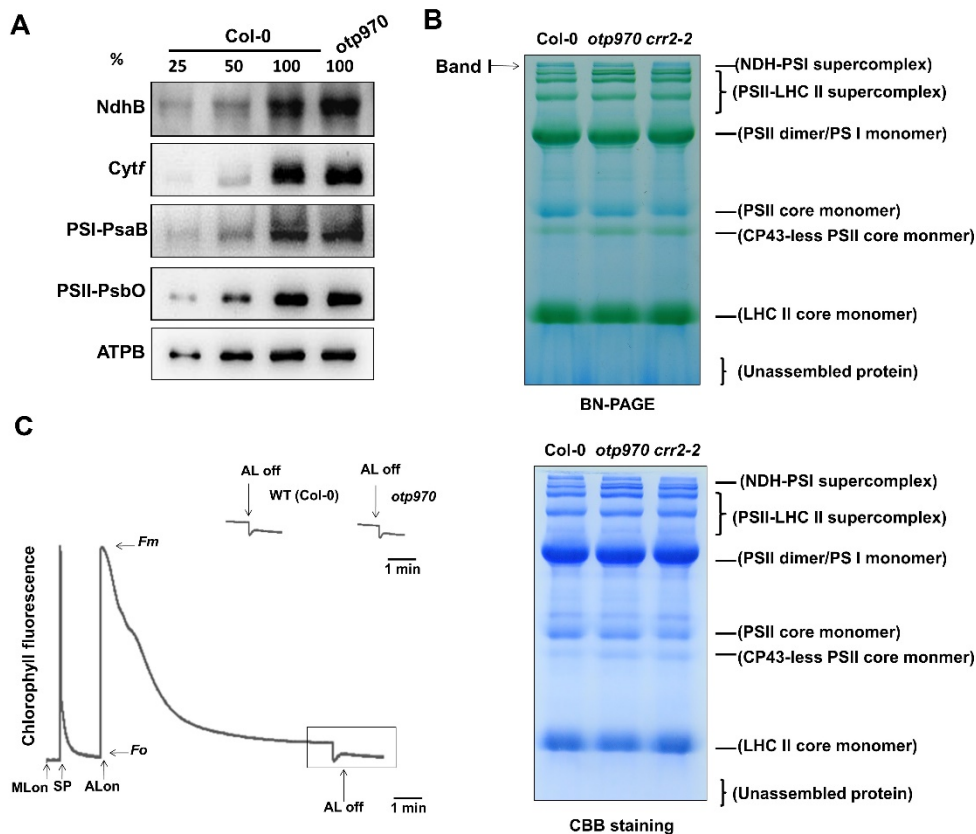 A
Col-0
otp970
%
25
50
100
100
NdhB
Cytf
PSI-PsaB
PSII-PsbO
ATPB
B
Col-0 otp970 crr2-2
Band I
(NDH-PSI supercomplex)
(PSII-LHC II supercomplex)
(PSII dimer/PS I monomer)
(PSII core monomer)
(CP43-less PSII core monmer)
(LHC II core monomer)
(Unassembled protein)
BN-PAGE
Col-0 otp970 crr2-2
(NDH-PSI supercomplex)
(PSII-LHC II supercomplex)
(PSII dimer/PS I monomer)
(PSII core monomer)
(CP43-less PSII core monmer)
(LHC II core monomer)
(Unassembled protein)
CBB staining
C
AL off
WT (Col-0)
AL off
otp970
1 min
Fm
Chlorophyll fluorescence
Fo
MLon
SP
ALon
AL off
1 min